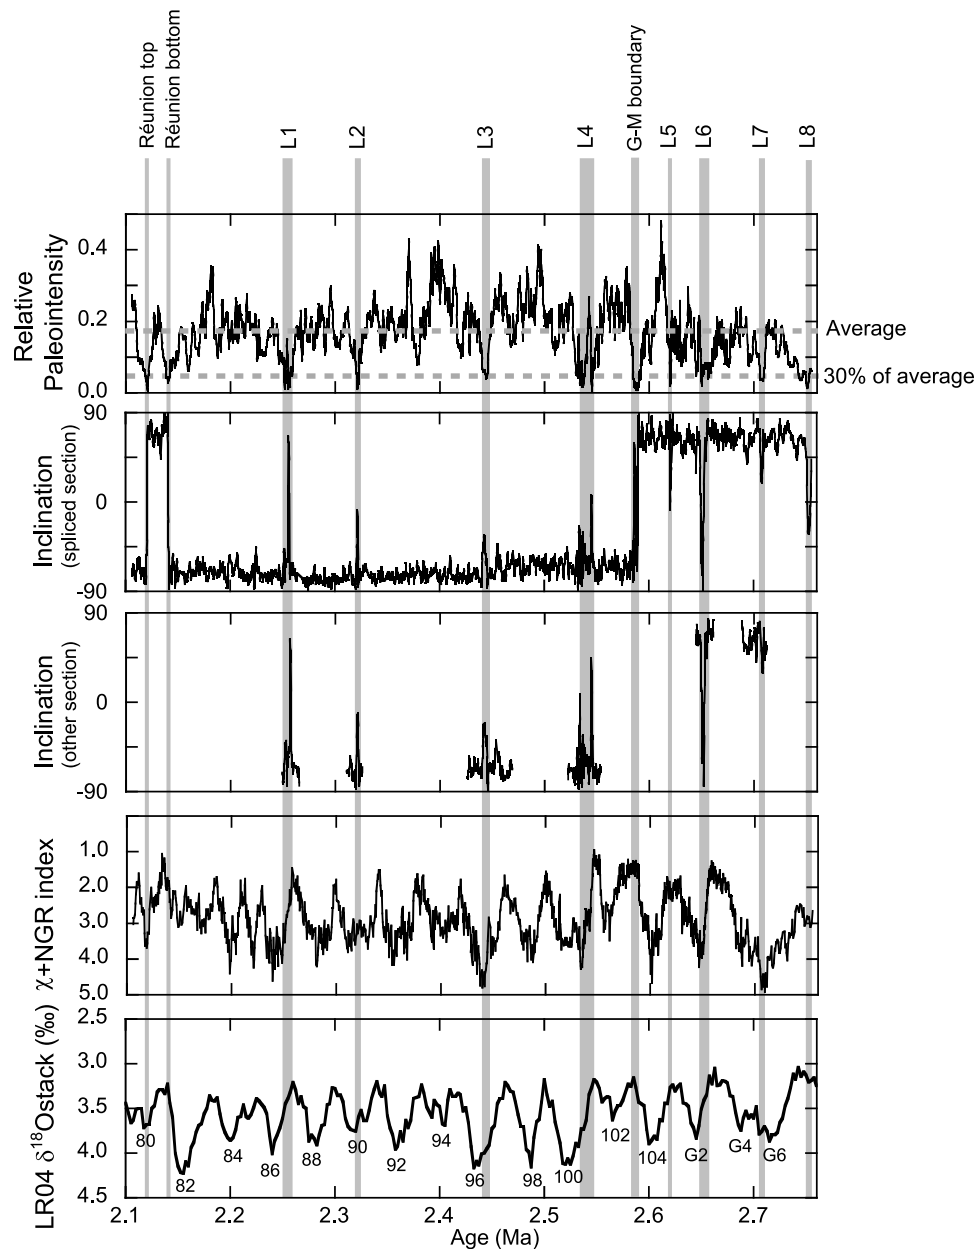 Réunion top
Réunion bottom
L1
L2
L3
L4
G-M boundary
L5
L6
L7
L8
Relative
Paleointensity
0.4
0.2
0.0
Average
30% of average
Inclination
(spliced section)
90
0
-90
Inclination
(other section)
90
0
-90
χ+NGR index
1.0
2.0
3.0
4.0
5.0
LR04 δ¹⁸Ostack (‰)
2.5
3.0
3.5
4.0
4.5
80
82
84
86
88
90
92
94
96
98
100
102
104
G2
G4
G6
2.1
2.2
2.3
2.4
2.5
2.6
2.7
Age (Ma)